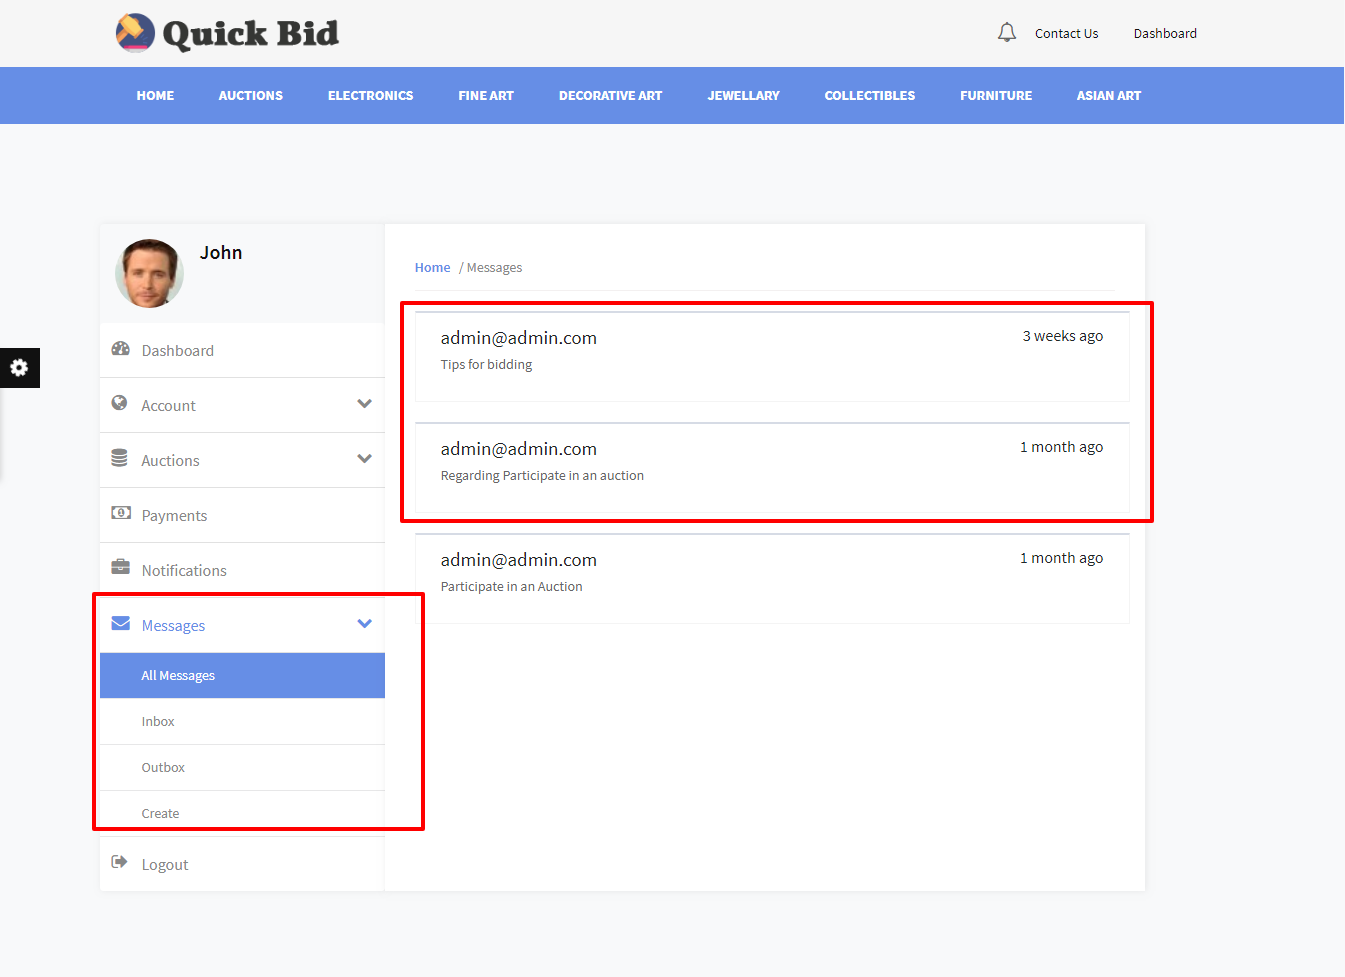 Quick Bid
Contact Us Dashboard
HOME AUCTIONS ELECTRONICS FINE ART DECORATIVE ART JEWELLARY COLLECTIBLES FURNITURE ASIAN ART
John
Dashboard
Account
Auctions
Payments
Notifications
Messages
All Messages
Inbox
Outbox
Create
Logout
Home / Messages
admin@admin.com 3 weeks ago
Tips for bidding
admin@admin.com 1 month ago
Regarding Participate in an auction
admin@admin.com 1 month ago
Participate in an Auction